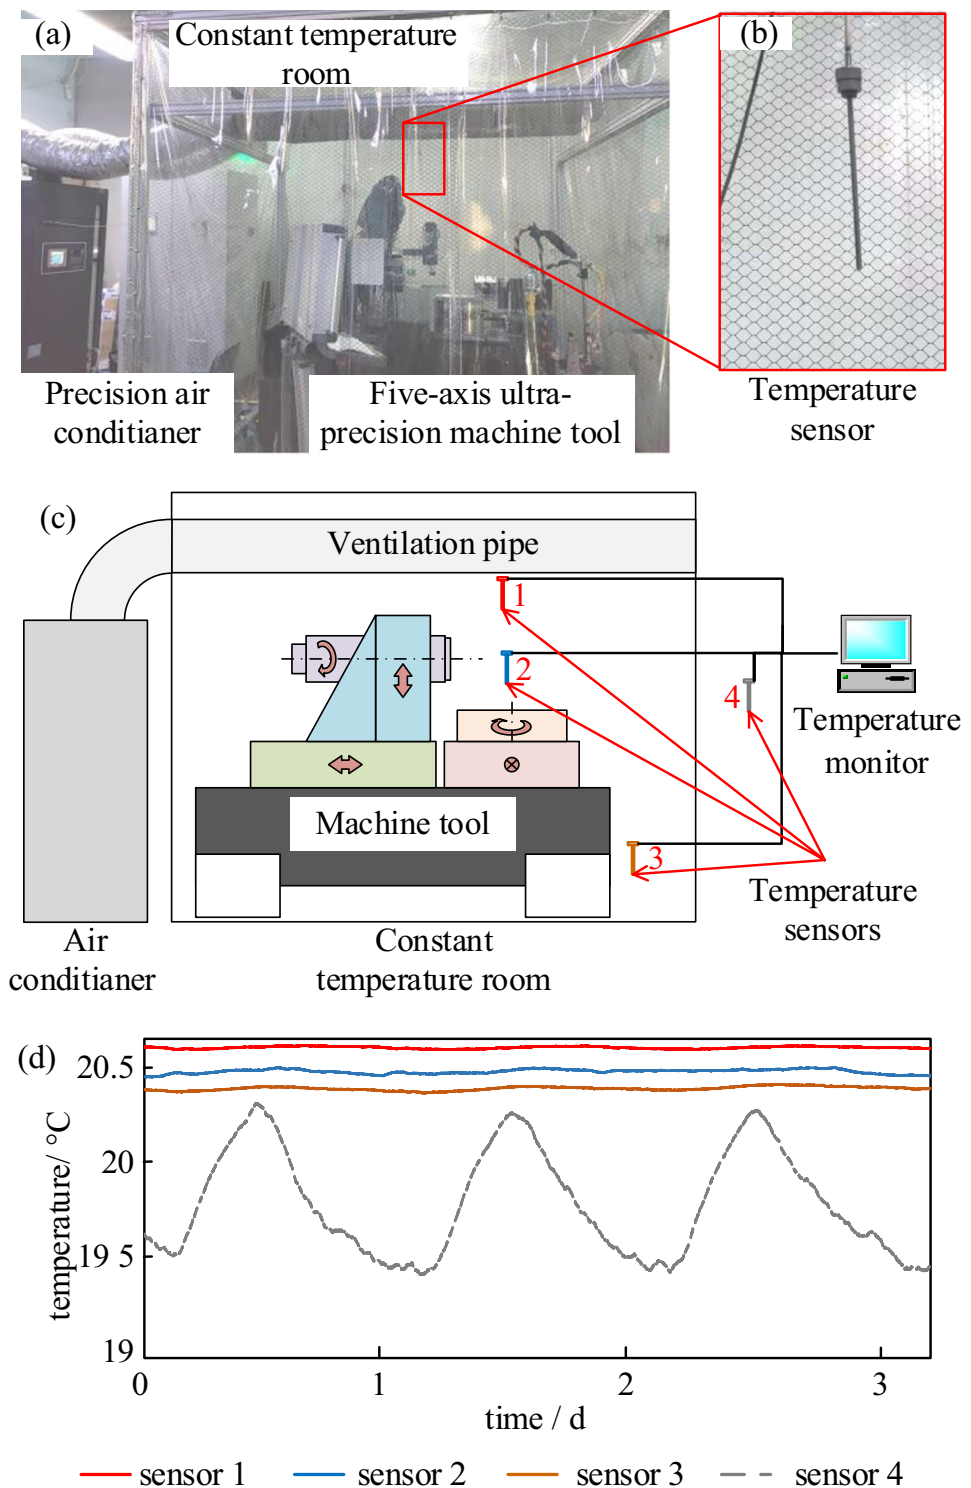 (a)
Constant temperature
room
(b)
Precision air
conditianer
Five-axis ultra-
precision machine tool
Temperature
sensor
(c)
Ventilation pipe
1
2
4
Temperature
monitor
Machine tool
3
Temperature
sensors
Air
conditianer
Constant
temperature room
(d)
temperature/ °C
20.5
20
19 5
19
0
1
2
3
time / d
sensor 1
sensor 2
sensor 3
sensor 4